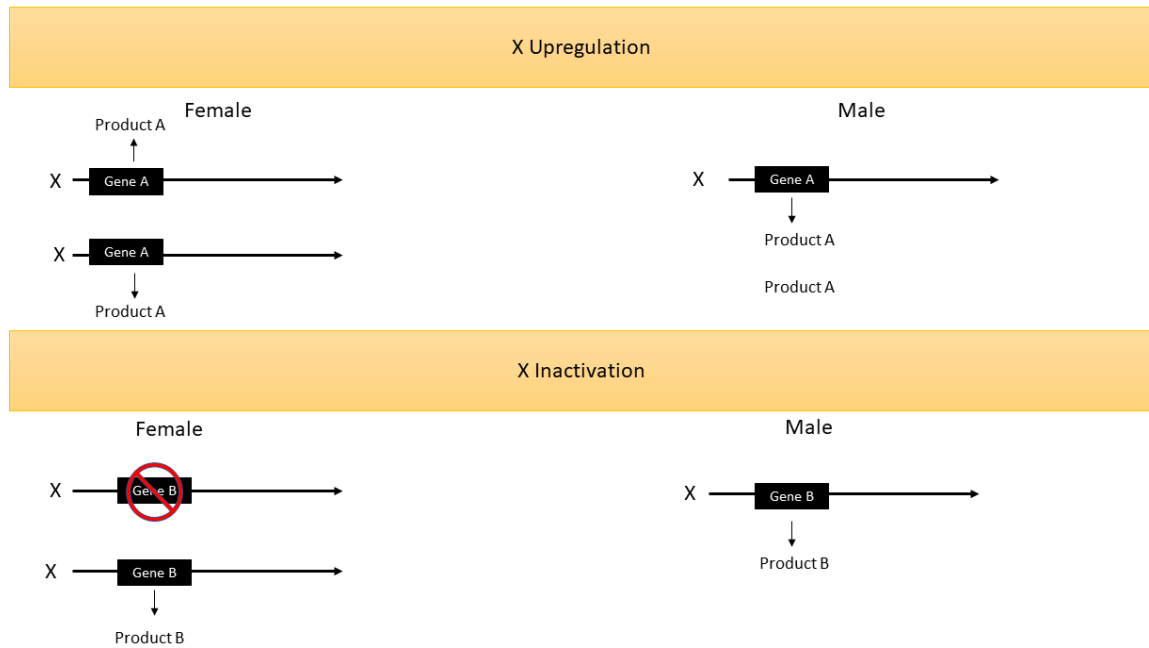 X Upregulation
Female
Male
Product A
X
Gene A
X
Gene A
Product A
X
Gene A
Product A
Product A
X Inactivation
Female
Male
X
Gene B
X
Gene B
Product B
X
Gene B
Product B